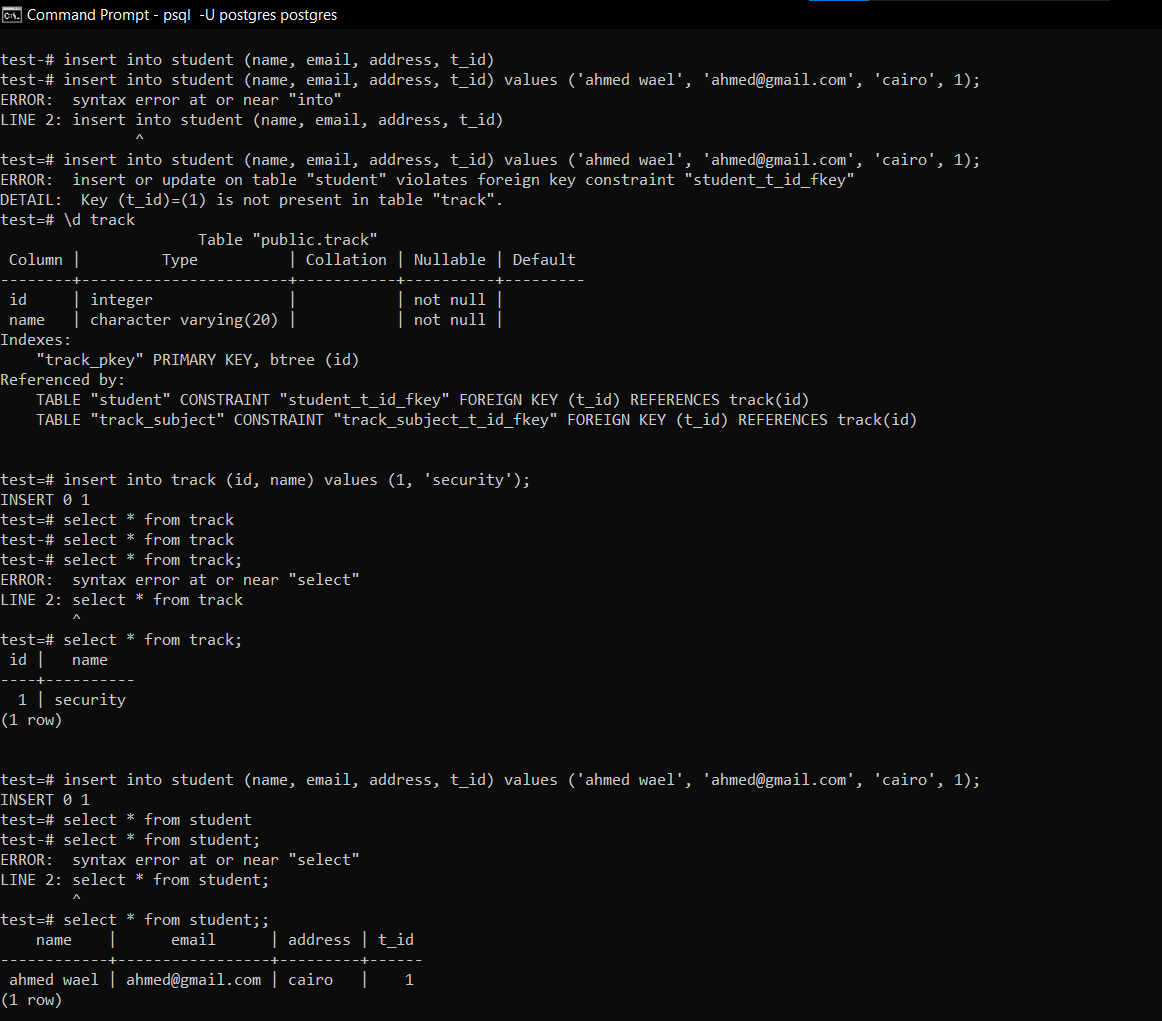 Command Prompt - psql  -U postgres postgres
test-# insert into student (name, email, address, t_id)
test-# insert into student (name, email, address, t_id) values ('ahmed wael', 'ahmed@gmail.com', 'cairo', 1);
ERROR:  syntax error at or near "into"
LINE 2: insert into student (name, email, address, t_id)
               ^
test=# insert into student (name, email, address, t_id) values ('ahmed wael', 'ahmed@gmail.com', 'cairo', 1);
ERROR:  insert or update on table "student" violates foreign key constraint "student_t_id_fkey"
DETAIL:  Key (t_id)=(1) is not present in table "track".
test=# \d track
                      Table "public.track"
 Column |         Type          | Collation | Nullable | Default
--------+-----------------------+-----------+----------+---------
 id     | integer               |           | not null |
 name   | character varying(20) |           | not null |
Indexes:
    "track_pkey" PRIMARY KEY, btree (id)
Referenced by:
    TABLE "student" CONSTRAINT "student_t_id_fkey" FOREIGN KEY (t_id) REFERENCES track(id)
    TABLE "track_subject" CONSTRAINT "track_subject_t_id_fkey" FOREIGN KEY (t_id) REFERENCES track(id)
test=# insert into track (id, name) values (1, 'security');
INSERT 0 1
test=# select * from track
test-# select * from track
test-# select * from track;
ERROR:  syntax error at or near "select"
LINE 2: select * from track
        ^
test=# select * from track;
 id |   name
----+----------
  1 | security
(1 row)
test=# insert into student (name, email, address, t_id) values ('ahmed wael', 'ahmed@gmail.com', 'cairo', 1);
INSERT 0 1
test=# select * from student
test-# select * from student;
ERROR:  syntax error at or near "select"
LINE 2: select * from student;
        ^
test=# select * from student;;
    name    |      email      | address | t_id
------------+-----------------+---------+------
 ahmed wael | ahmed@gmail.com | cairo   |    1
(1 row)